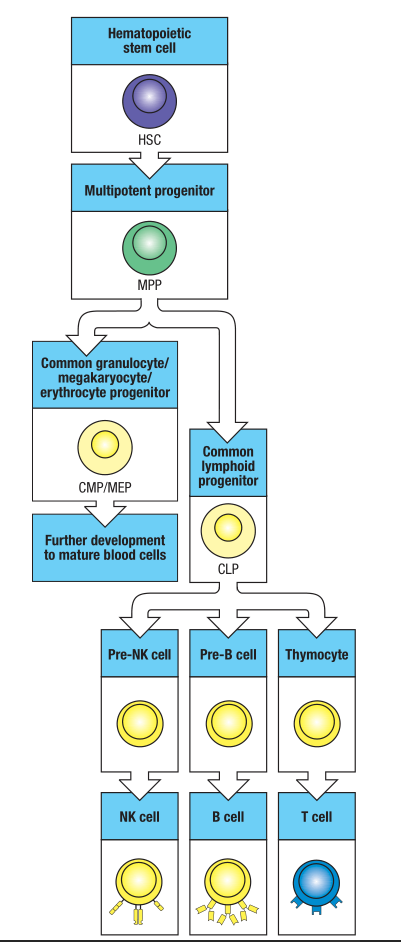 Hematopoietic
stem cell
HSC
Multipotent progenitor
MPP
Common granulocyte/
megakaryocyte/
erythrocyte progenitor
CMP/MEP
Further development
to mature blood cells
Common
lymphoid
progenitor
CLP
Pre-NK cell
Pre-B cell
Thymocyte
NK cell
B cell
T cell